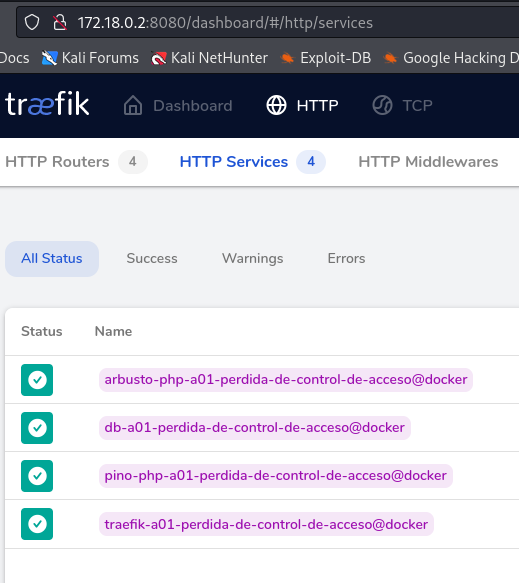 172.18.0.2:8080/dashboard/#/http/services
Docs Kali Forums Kali NetHunter Exploit-DB Google Hacking D
træfik Dashboard HTTP TCP
HTTP Routers 4 HTTP Services 4 HTTP Middlewares
All Status Success Warnings Errors
Status Name
arbusto-php-a01-perdida-de-control-de-acceso@docker
db-a01-perdida-de-control-de-acceso@docker
pino-php-a01-perdida-de-control-de-acceso@docker
traefik-a01-perdida-de-control-de-acceso@docker